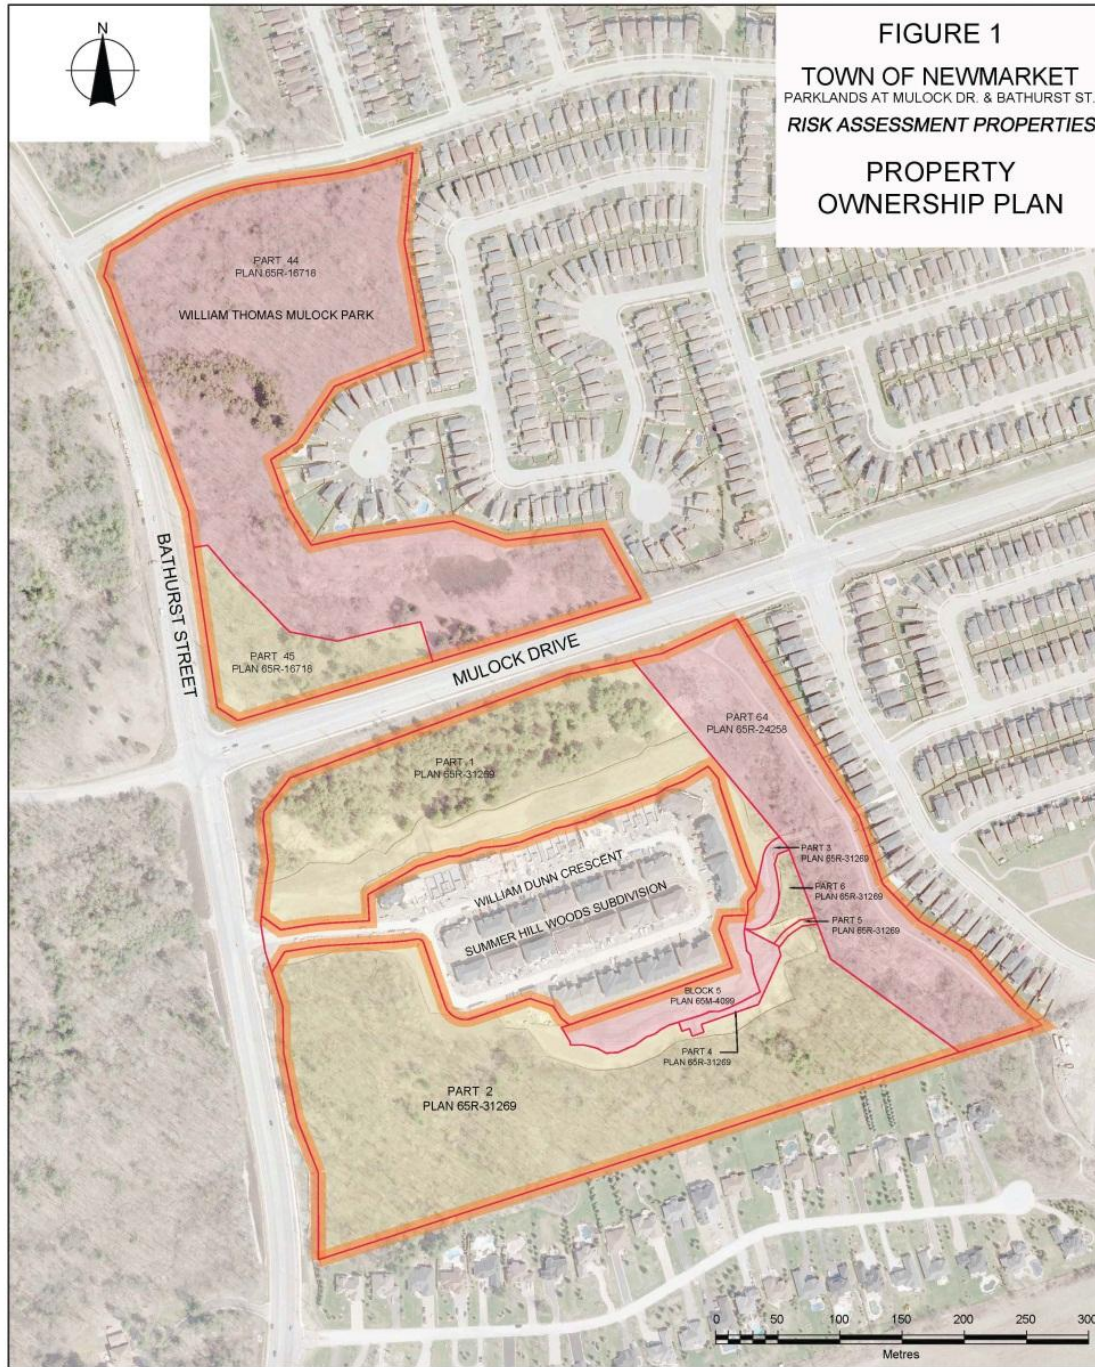 N
FIGURE 1
TOWN OF NEWMARKET
PARKLANDS AT MULOCK DR. & BATHURST ST.
RISK ASSESSMENT PROPERTIES
PROPERTY
OWNERSHIP PLAN
PART 44
PLAN 65R-16718
WILLIAM THOMAS MULOCK PARK
BATHURST STREET
PART 45
PLAN 65R-16718
MULOCK DRIVE
PART 64
PLAN 65R-24258
PART 1
PLAN 65R-31269
PART 3
PLAN 65R-31269
WILLIAM DUNN CRESCENT
PART 6
PLAN 65R-31269
SUMMER HILL WOODS SUBDIVISION
PART 5
PLAN 65R-31269
BLOCK 5
PLAN 65M-4099
PART 4
PLAN 65R-31269
PART 2
PLAN 65R-31269
0 50 100 150 200 250 300
Metres